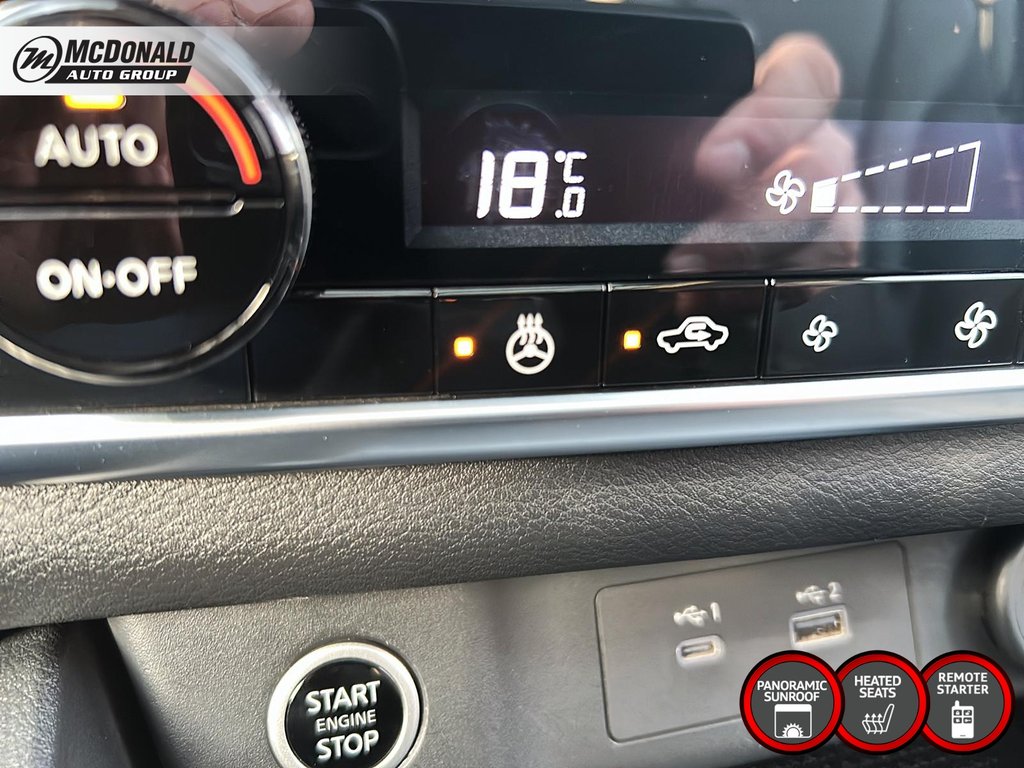 McDONALD
AUTO GROUP
AUTO
ON·OFF
18.0 °C
1
2
START
ENGINE
STOP
PANORAMIC
SUNROOF
HEATED
SEATS
REMOTE
STARTER